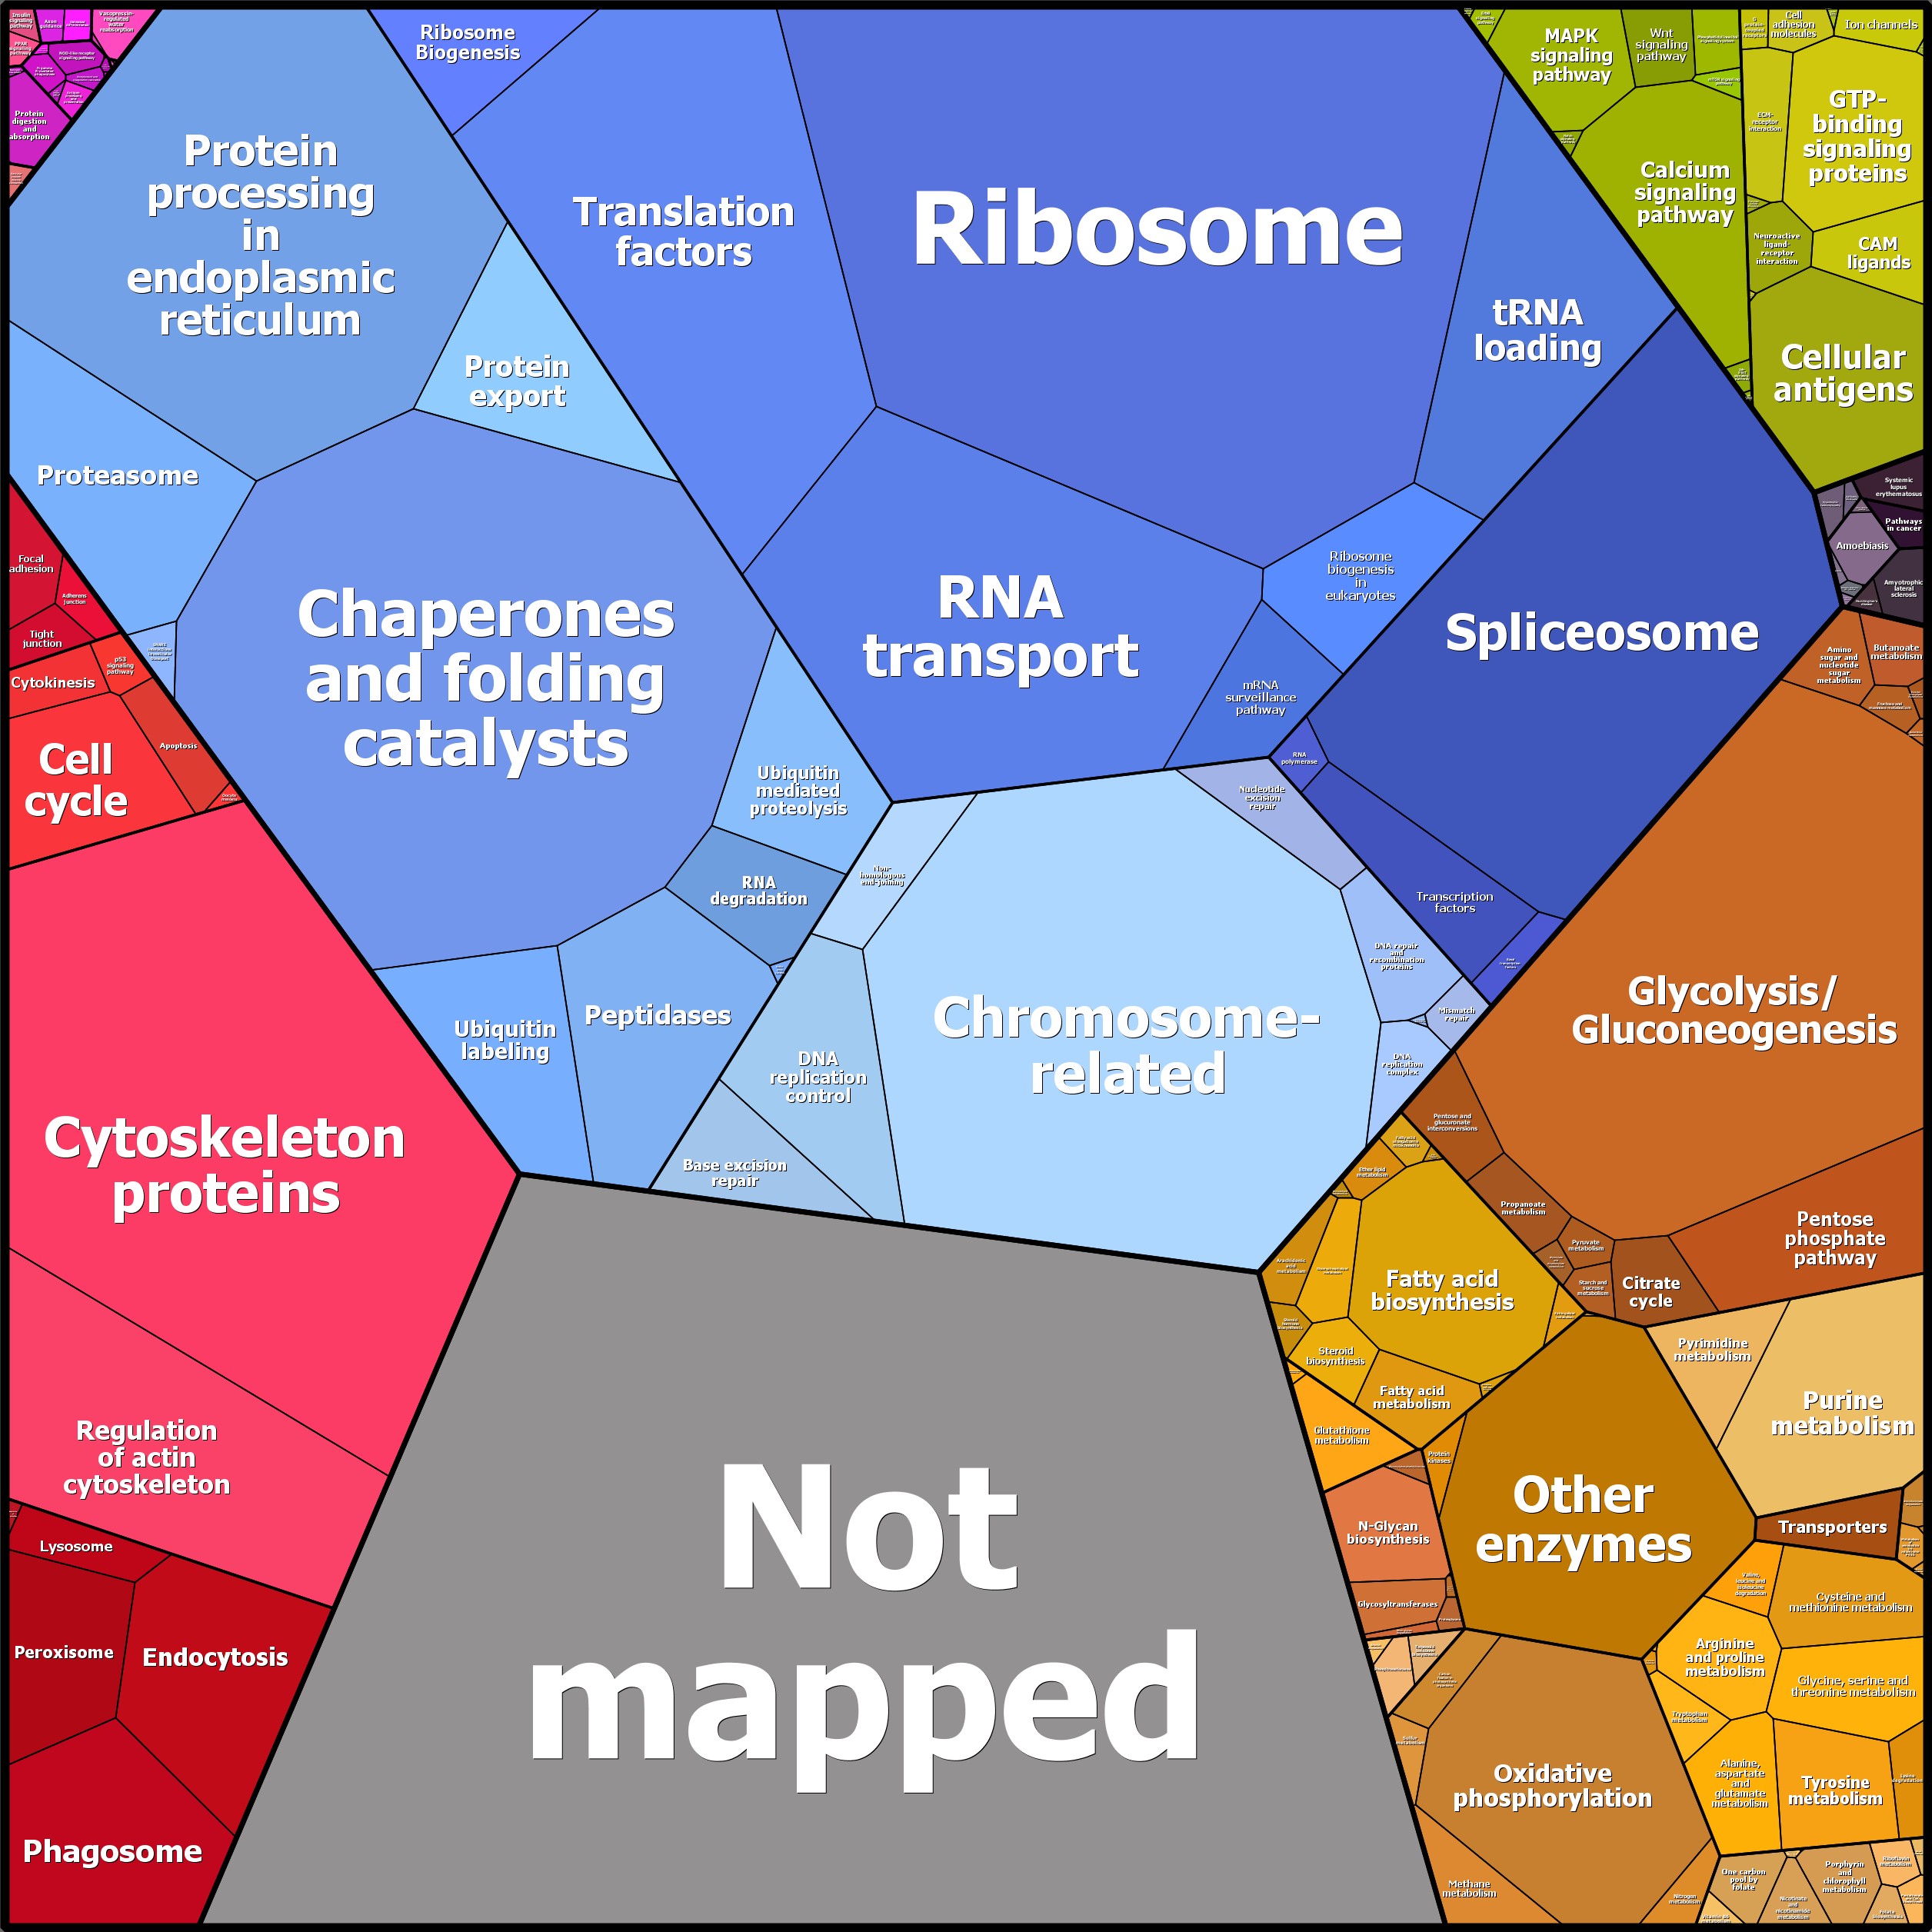 Insulin
signaling
pathway
Vasopressin-
regulated
water
reabsorption
Protein
digestion
and
absorption
Ribosome
Biogenesis
Protein
processing
in
endoplasmic
reticulum
Translation
factors
Ribosome
tRNA
loading
MAPK
signaling
pathway
Wnt
signaling
pathway
Calcium
signaling
pathway
Cell
adhesion
molecules
Ion channels
ECM-
receptor
interaction
GTP-
binding
signaling
proteins
Neuroactive
ligand-
receptor
interaction
CAM
ligands
Cellular
antigens
Protein
export
Proteasome
Focal
adhesion
Adherens
junction
Tight
junction
Cytokinesis
p53
signaling
pathway
Cell
cycle
Apoptosis
Chaperones
and folding
catalysts
RNA
transport
Ribosome
biogenesis
in
eukaryotes
mRNA
surveillance
pathway
Spliceosome
RNA
polymerase
Transcription
factors
Systemic
lupus
erythematosus
Pathways
in cancer
Amoebiasis
Amyotrophic
lateral
sclerosis
Ubiquitin
mediated
proteolysis
RNA
degradation
Ubiquitin
labeling
Peptidases
Non-
homologous
end-joining
Nucleotide
excision
repair
DNA repair
and
recombination
proteins
Mismatch
repair
DNA
replication
complex
Chromosome-
related
DNA
replication
control
Base excision
repair
Amino
sugar and
nucleotide
sugar
metabolism
Butanoate
metabolism
Glycolysis/
Gluconeogenesis
Pentose and
glucuronate
interconversions
Propanoate
metabolism
Pyruvate
metabolism
Starch and
sucrose
metabolism
Citrate
cycle
Pentose
phosphate
pathway
Cytoskeleton
proteins
Regulation
of actin
cytoskeleton
Lysosome
Peroxisome
Endocytosis
Phagosome
Not
mapped
Ether lipid
metabolism
Arachidonic
acid
metabolism
Fatty acid
biosynthesis
Steroid
biosynthesis
Fatty acid
metabolism
Glutathione
metabolism
Pyrimidine
metabolism
Purine
metabolism
Protein
kinases
Other
enzymes
N-Glycan
biosynthesis
Glycosyltransferases
Transporters
Valine,
leucine and
isoleucine
degradation
Cysteine and
methionine metabolism
Arginine
and proline
metabolism
Glycine, serine and
threonine metabolism
Tryptophan
metabolism
Alanine,
aspartate
and
glutamate
metabolism
Tyrosine
metabolism
Lysine
degradation
Sulfur
metabolism
Oxidative
phosphorylation
Methane
metabolism
Nitrogen
metabolism
One carbon
pool by
folate
Nicotinate
and
nicotinamide
metabolism
Porphyrin
and
chlorophyll
metabolism
Riboflavin
metabolism